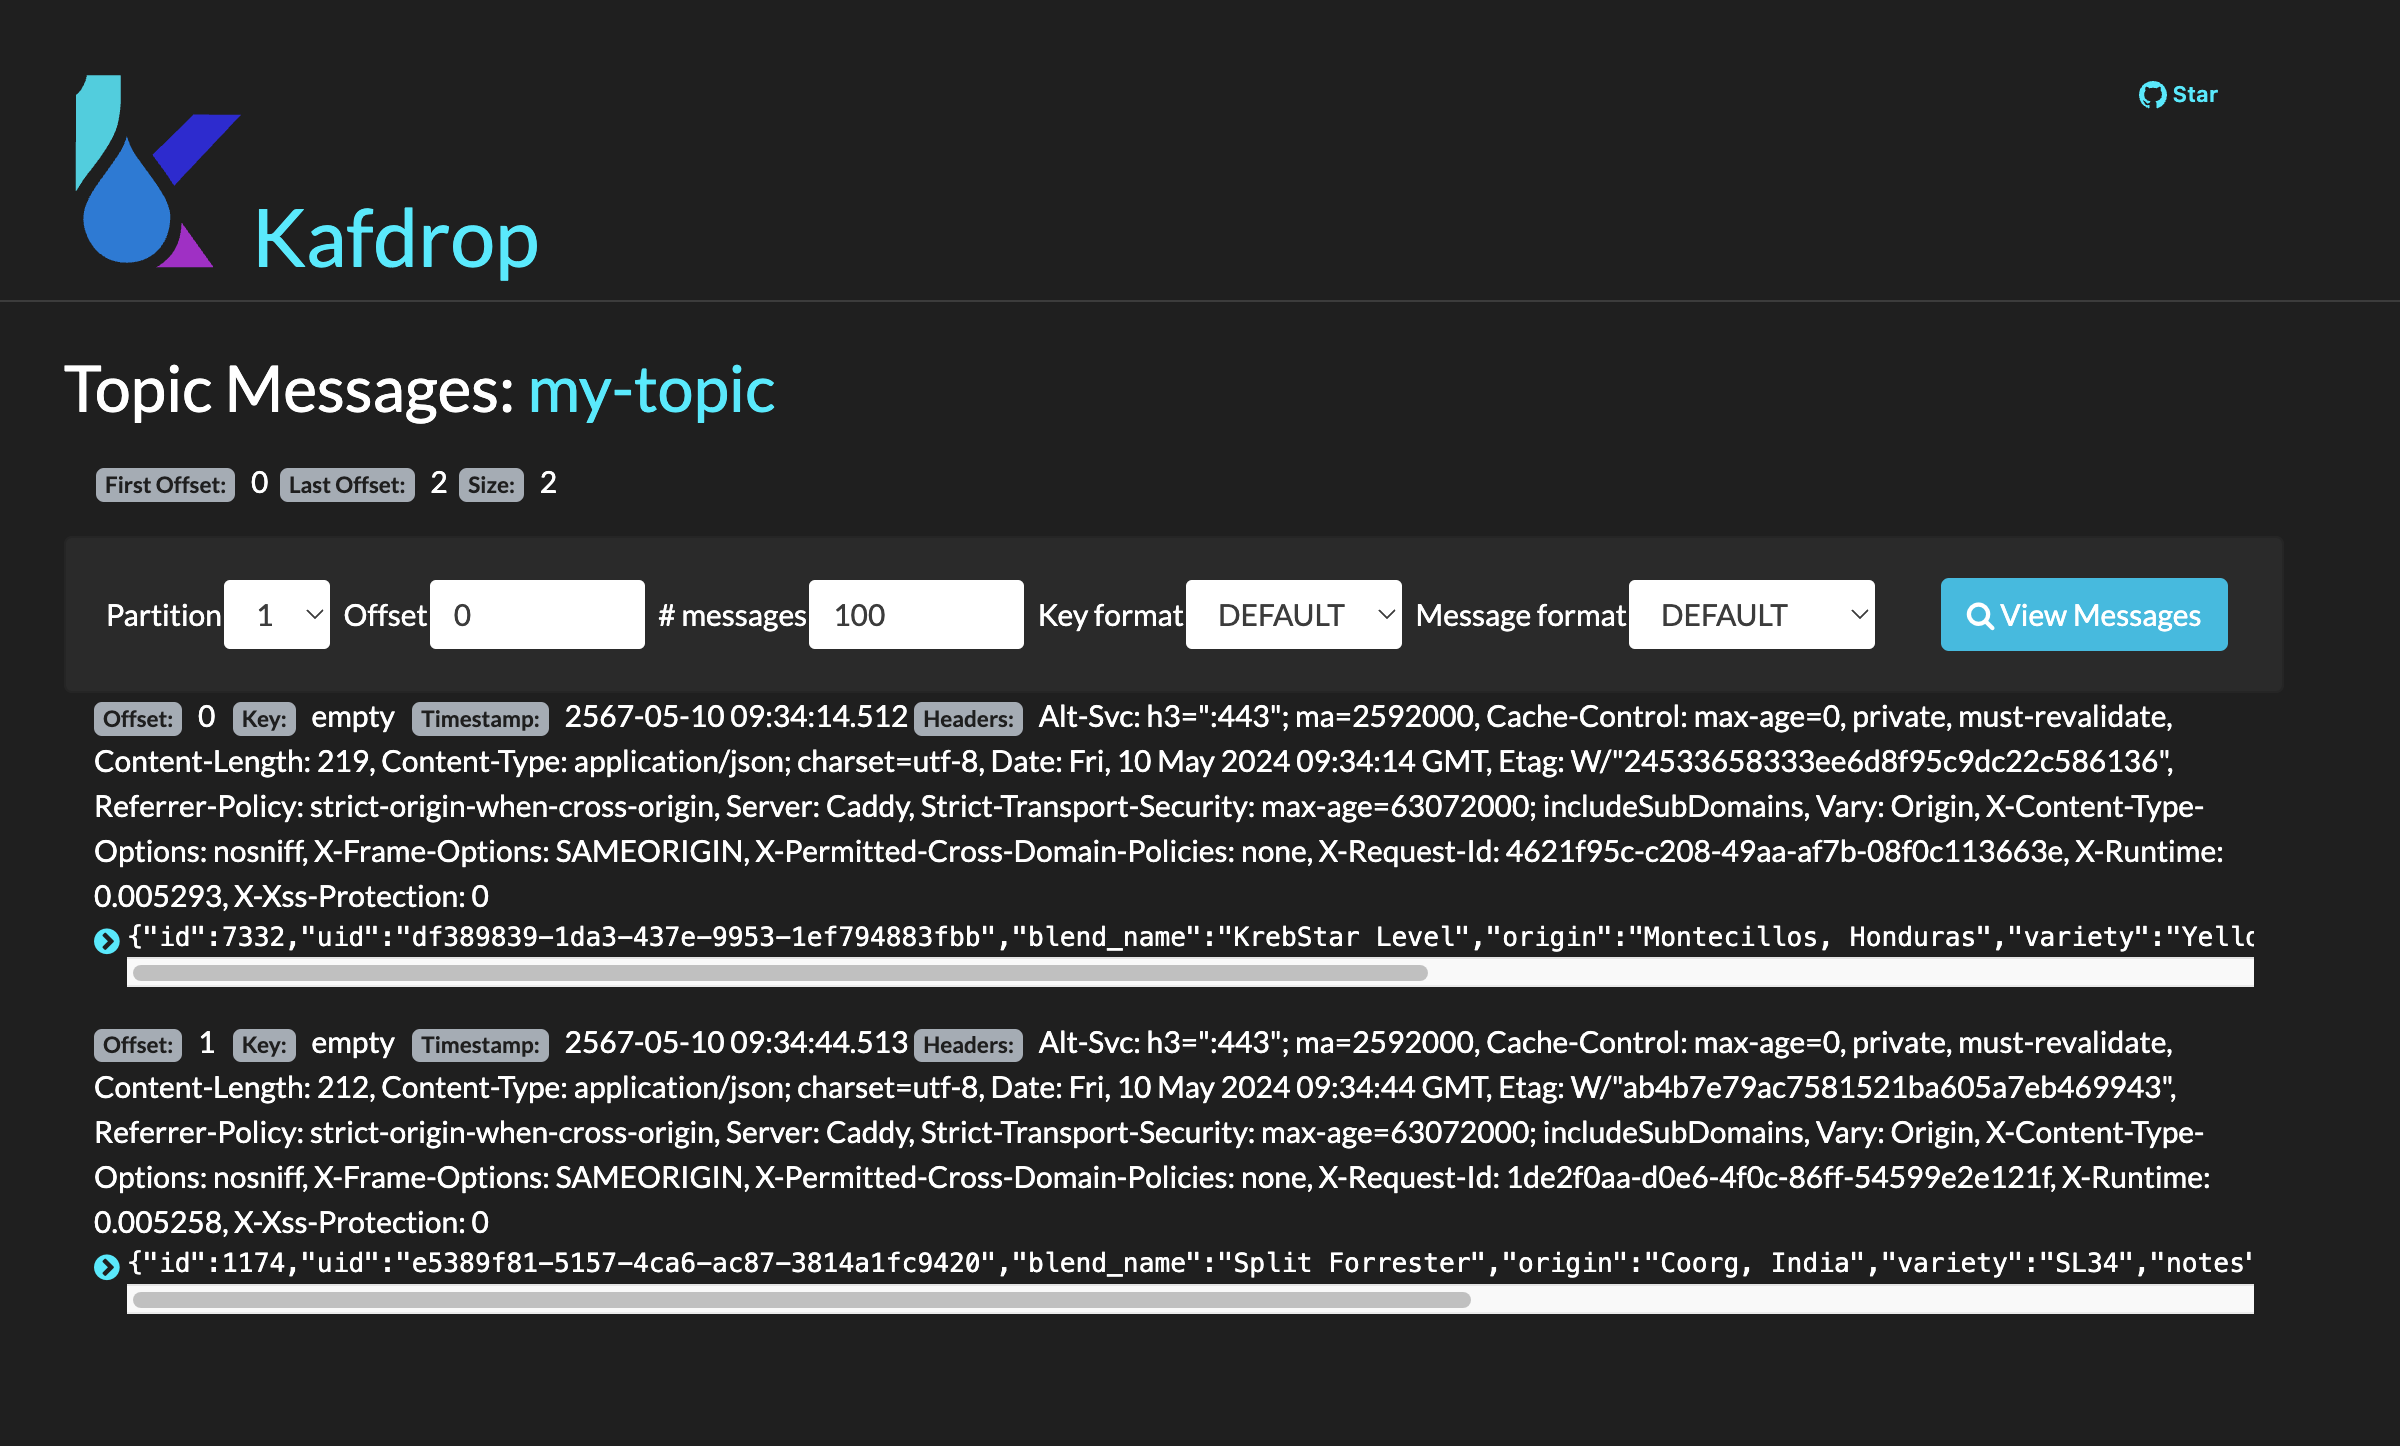 Star
Kafdrop
Topic Messages: my-topic
First Offset: 0 Last Offset: 2 Size: 2
Partition 1 Offset 0 # messages 100 Key format DEFAULT Message format DEFAULT View Messages
Offset: 0 Key: empty Timestamp: 2567-05-10 09:34:14.512 Headers: Alt-Svc: h3=":443"; ma=2592000, Cache-Control: max-age=0, private, must-revalidate,
Content-Length: 219, Content-Type: application/json; charset=utf-8, Date: Fri, 10 May 2024 09:34:14 GMT, Etag: W/"24533658333ee6d8f95c9dc22c586136",
Referrer-Policy: strict-origin-when-cross-origin, Server: Caddy, Strict-Transport-Security: max-age=63072000; includeSubDomains, Vary: Origin, X-Content-Type-
Options: nosniff, X-Frame-Options: SAMEORIGIN, X-Permitted-Cross-Domain-Policies: none, X-Request-Id: 4621f95c-c208-49aa-af7b-08f0c113663e, X-Runtime:
0.005293, X-Xss-Protection: 0
{"id":7332,"uid":"df389839-1da3-437e-9953-1ef794883fbb","blend_name":"KrebStar Level","origin":"Montecillos, Honduras","variety":"Yello
Offset: 1 Key: empty Timestamp: 2567-05-10 09:34:44.513 Headers: Alt-Svc: h3=":443"; ma=2592000, Cache-Control: max-age=0, private, must-revalidate,
Content-Length: 212, Content-Type: application/json; charset=utf-8, Date: Fri, 10 May 2024 09:34:44 GMT, Etag: W/"ab4b7e79ac7581521ba605a7eb469943",
Referrer-Policy: strict-origin-when-cross-origin, Server: Caddy, Strict-Transport-Security: max-age=63072000; includeSubDomains, Vary: Origin, X-Content-Type-
Options: nosniff, X-Frame-Options: SAMEORIGIN, X-Permitted-Cross-Domain-Policies: none, X-Request-Id: 1de2f0aa-d0e6-4f0c-86ff-54599e2e121f, X-Runtime:
0.005258, X-Xss-Protection: 0
{"id":1174,"uid":"e5389f81-5157-4ca6-ac87-3814a1fc9420","blend_name":"Split Forrester","origin":"Coorg, India","variety":"SL34","notes"